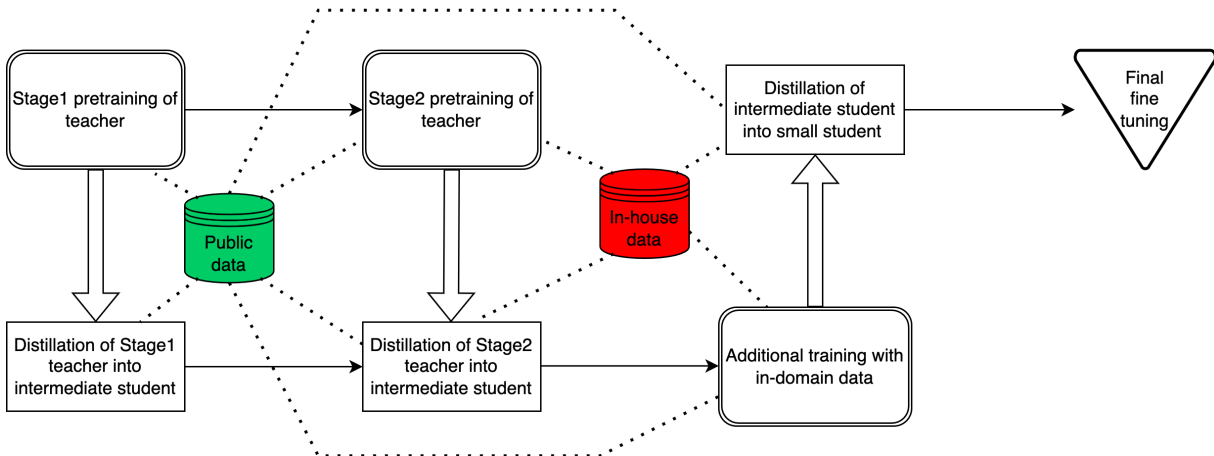 Stage1 pretraining of
teacher
Stage2 pretraining of
teacher
Distillation of
intermediate student
into small student
Final
fine
tuning
Public
data
In-house
data
Distillation of Stage1
teacher into
intermediate student
Distillation of Stage2
teacher into
intermediate student
Additional training with
in-domain data